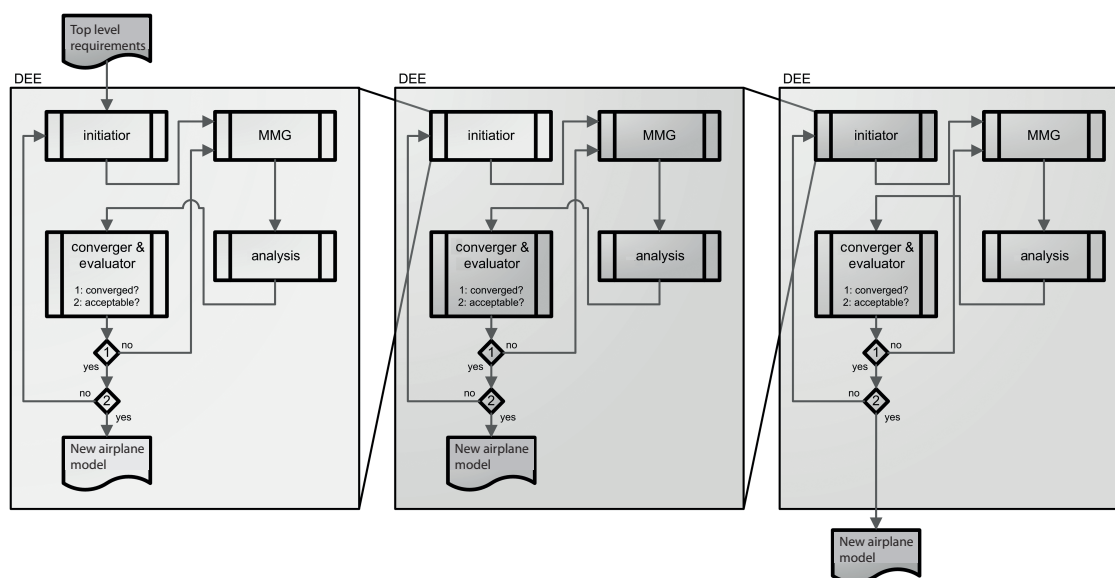 Top level
requirements
DEE
initiatior
MMG
converger &
evaluator
1: converged?
2: acceptable?
analysis
1
no
yes
2
no
yes
New airplane
model
DEE
initiator
MMG
converger &
evaluator
1: converged?
2: acceptable?
analysis
1
no
yes
2
no
yes
New airplane
model
DEE
initiator
MMG
converger &
evaluator
1: converged?
2: acceptable?
analysis
1
no
yes
2
no
yes
New airplane
model